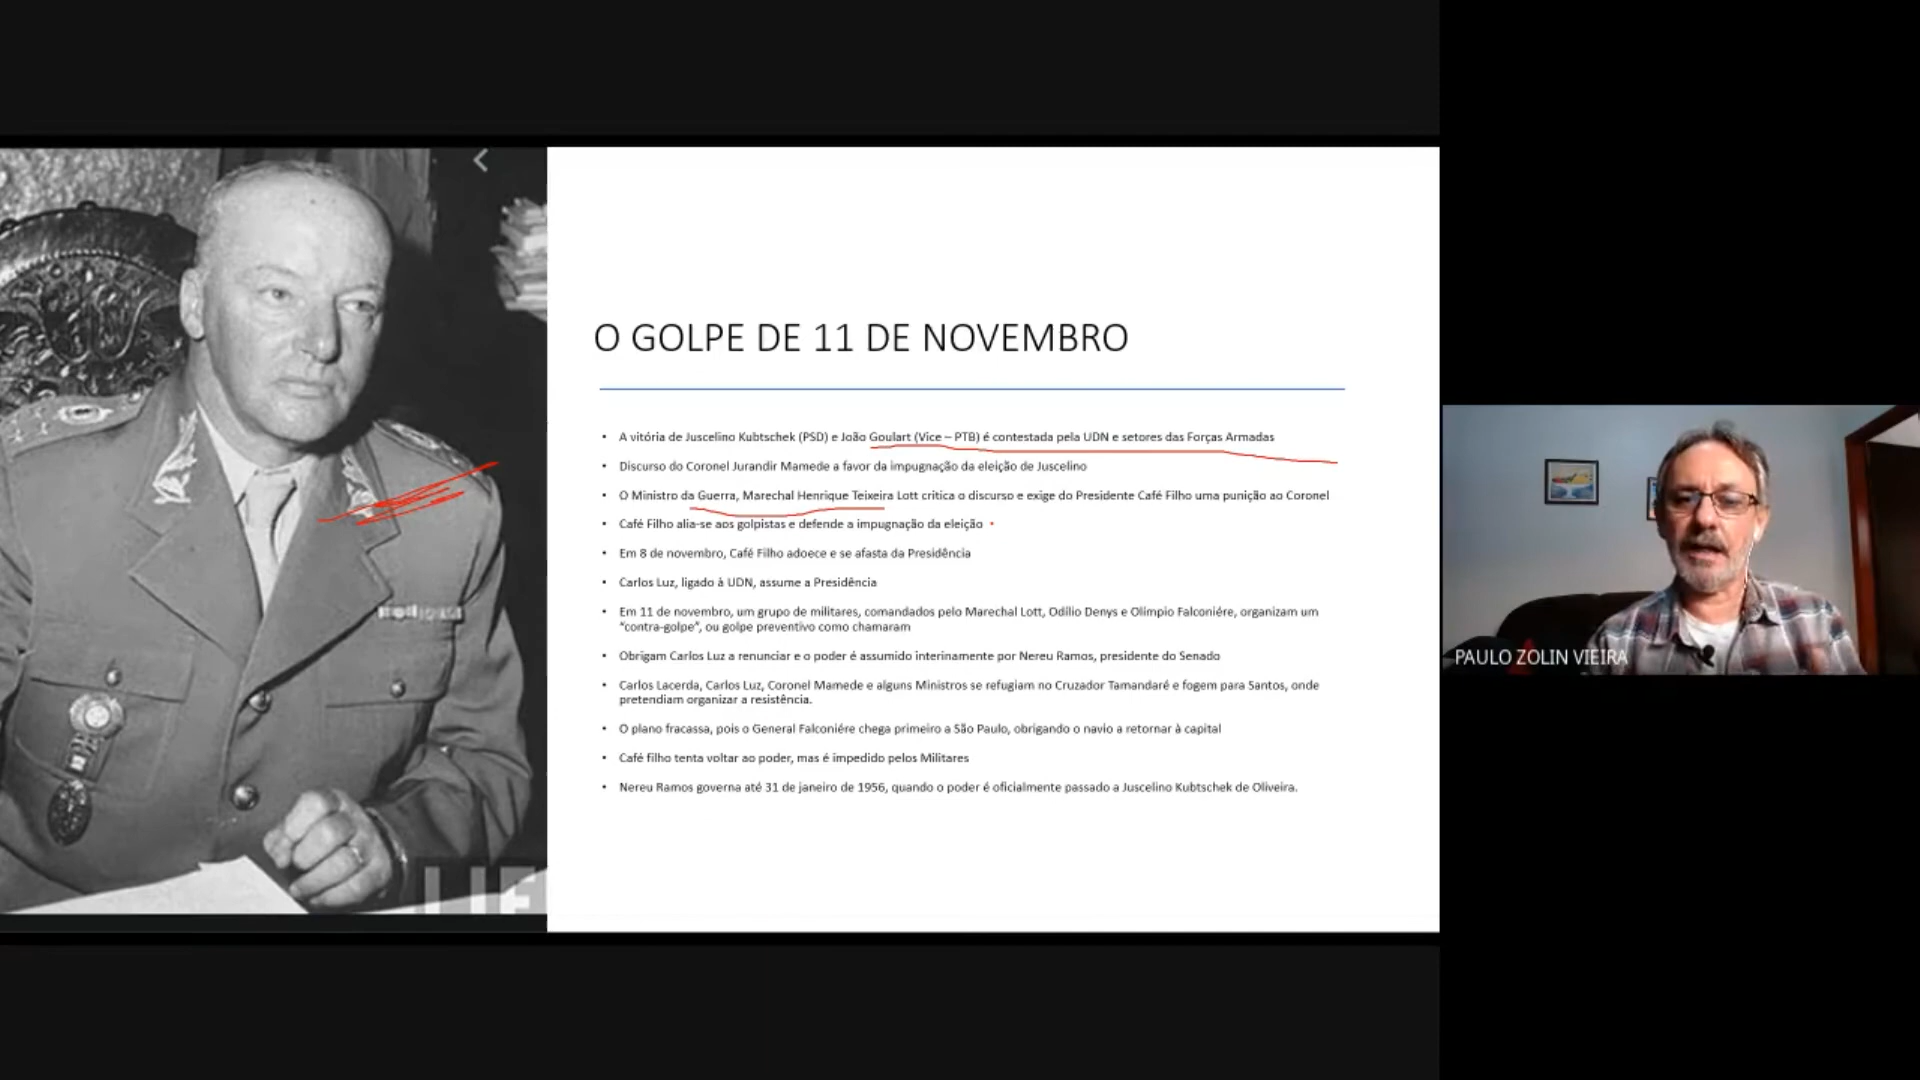 O GOLPE DE 11 DE NOVEMBRO
• A vitória de Juscelino Kubtschek (PSD) e João Goulart (Vice – PTB) é contestada pela UDN e setores das Forças Armadas
• Discurso do Coronel Jurandir Mamede a favor da impugnação da eleição de Juscelino
• O Ministro da Guerra, Marechal Henrique Teixeira Lott critica o discurso e exige do Presidente Café Filho uma punição ao Coronel
• Café Filho alia-se aos golpistas e defende a impugnação da eleição
• Em 8 de novembro, Café Filho adoece e se afasta da Presidência
• Carlos Luz, ligado à UDN, assume a Presidência
• Em 11 de novembro, um grupo de militares, comandados pelo Marechal Lott, Odílio Denys e Olímpio Falconiére, organizam um
“contra-golpe”, ou golpe preventivo como chamaram
• Obrigam Carlos Luz a renunciar e o poder é assumido interinamente por Nereu Ramos, presidente do Senado
• Carlos Lacerda, Carlos Luz, Coronel Mamede e alguns Ministros se refugiam no Cruzador Tamandaré e fogem para Santos, onde
pretendiam organizar a resistência.
• O plano fracassa, pois o General Falconiére chega primeiro a São Paulo, obrigando o navio a retornar à capital
• Café filho tenta voltar ao poder, mas é impedido pelos Militares
• Nereu Ramos governa até 31 de janeiro de 1956, quando o poder é oficialmente passado a Juscelino Kubtschek de Oliveira.
PAULO ZOLIN VIEIRA